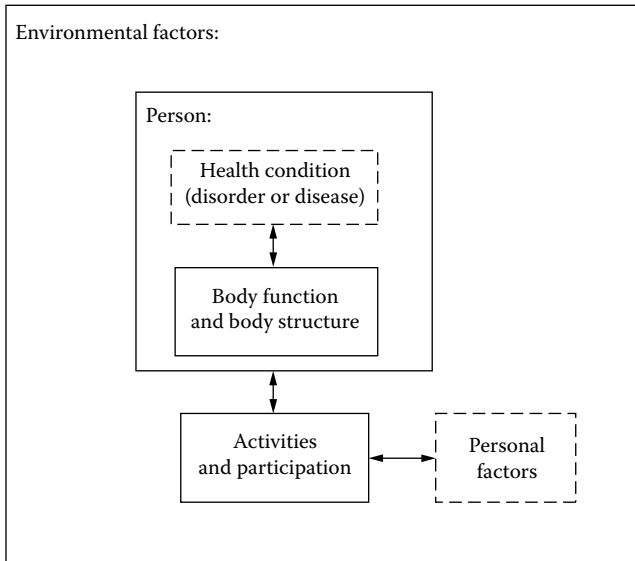 Environmental factors:
Person:
Health condition
(disorder or disease)
Body function
and body structure
Activities
and participation
Personal
factors